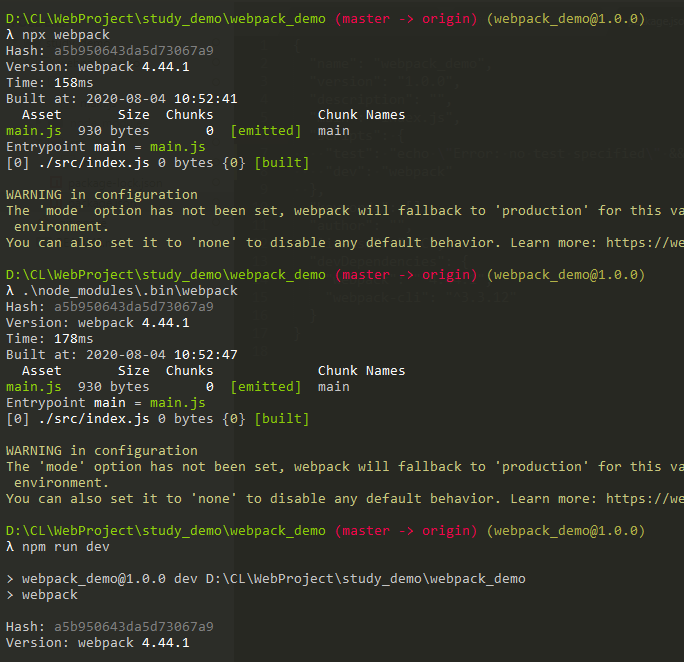 D:\CL\WebProject\study_demo\webpack_demo (master -> origin) (webpack_demo@1.0.0)
λ npx webpack
Hash: a5b950643da5d73067a9
Version: webpack 4.44.1
Time: 158ms
Built at: 2020-08-04 10:52:41
Asset Size Chunks Chunk Names
main.js 930 bytes 0 [emitted] main
Entrypoint main = main.js
[0] ./src/index.js 0 bytes {0} [built]
WARNING in configuration
The 'mode' option has not been set, webpack will fallback to 'production' for this va
environment.
You can also set it to 'none' to disable any default behavior. Learn more: https://we
D:\CL\WebProject\study_demo\webpack_demo (master -> origin) (webpack_demo@1.0.0)
λ .\node_modules\.bin\webpack
Hash: a5b950643da5d73067a9
Version: webpack 4.44.1
Time: 178ms
Built at: 2020-08-04 10:52:47
Asset Size Chunks Chunk Names
main.js 930 bytes 0 [emitted] main
Entrypoint main = main.js
[0] ./src/index.js 0 bytes {0} [built]
WARNING in configuration
The 'mode' option has not been set, webpack will fallback to 'production' for this va
environment.
You can also set it to 'none' to disable any default behavior. Learn more: https://we
D:\CL\WebProject\study_demo\webpack_demo (master -> origin) (webpack_demo@1.0.0)
λ npm run dev
> webpack_demo@1.0.0 dev D:\CL\WebProject\study_demo\webpack_demo
> webpack
Hash: a5b950643da5d73067a9
Version: webpack 4.44.1